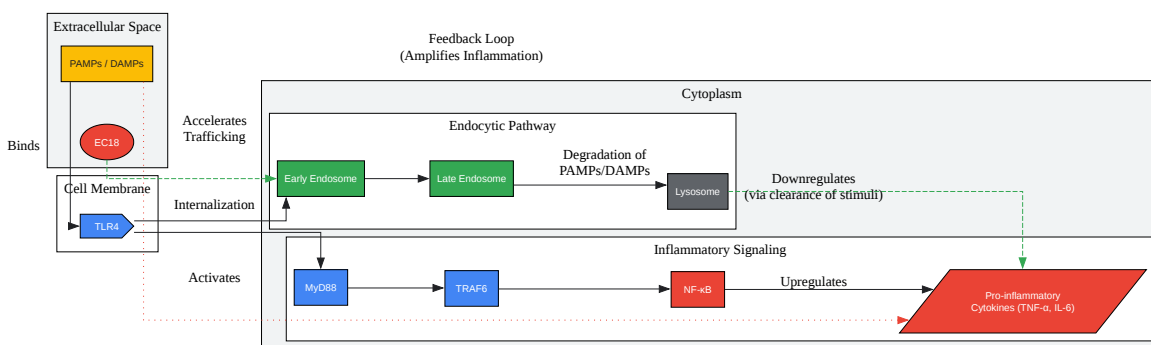 Extracellular Space
PAMPs / DAMPs
EC18
Binds
Cell Membrane
TLR4
Feedback Loop
(Amplifies Inflammation)
Accelerates
Trafficking
Internalization
Activates
Cytoplasm
Endocytic Pathway
Early Endosome
Late Endosome
Degradation of
PAMPs/DAMPs
Lysosome
Downregulates
(via clearance of stimuli)
Inflammatory Signaling
MyD88
TRAF6
NF-κB
Upregulates
Pro-inflammatory
Cytokines (TNF-α, IL-6)